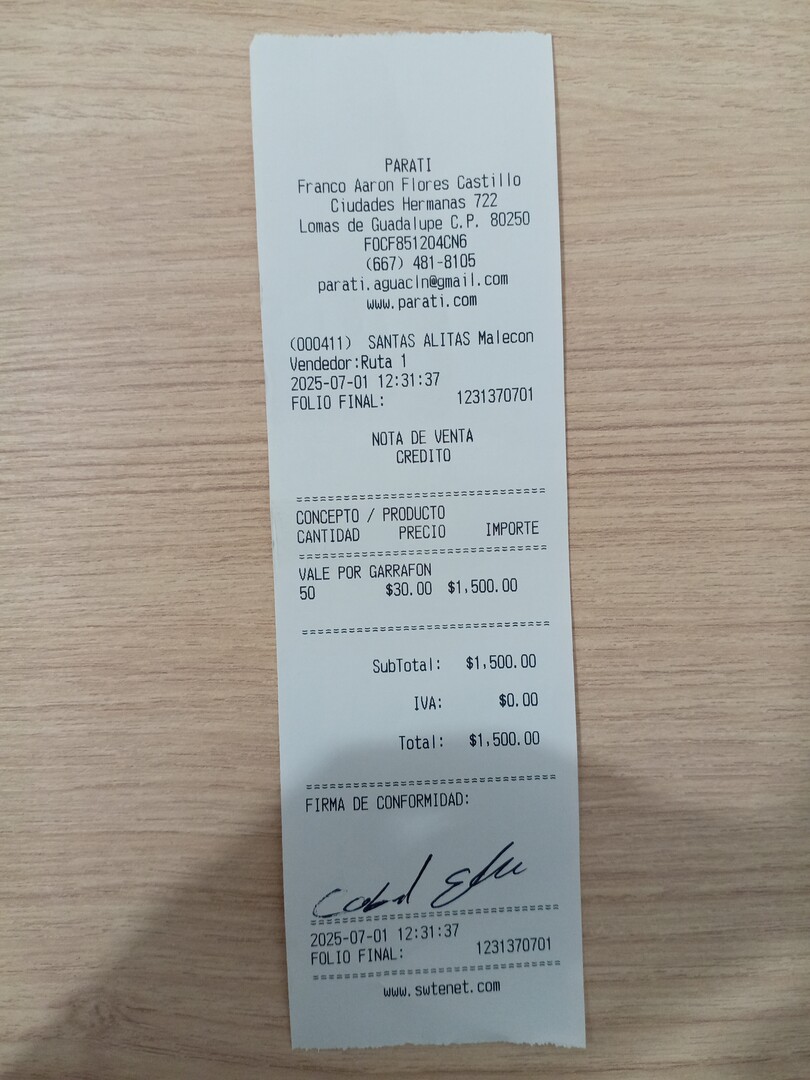 PARATI
Franco Aaron Flores Castillo
Ciudades Hermanas 722
Lomas de Guadalupe C.P. 80250
FOCF851204CN6
(667) 481-8105
parati.aguacln@gmail.com
www.parati.com
(000411) SANTAS ALITAS Malecon
Vendedor:Ruta 1
2025-07-01 12:31:37
FOLIO FINAL: 1231370701
NOTA DE VENTA
CREDITO
CONCEPTO / PRODUCTO
CANTIDAD PRECIO IMPORTE
VALE POR GARRAFON
50 $30.00 $1,500.00
SubTotal: $1,500.00
IVA: $0.00
Total: $1,500.00
FIRMA DE CONFORMIDAD:
2025-07-01 12:31:37
FOLIO FINAL: 1231370701
www.swtenet.com